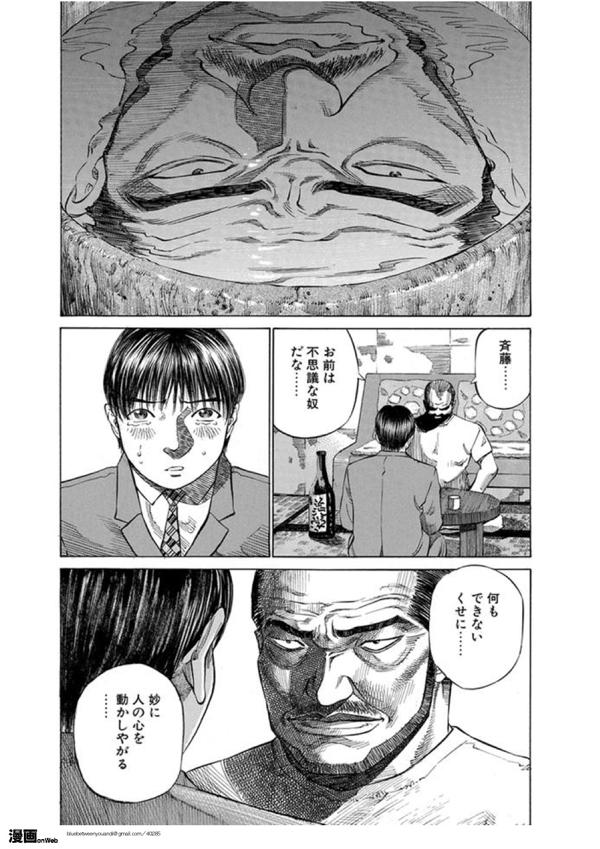 斉藤……
お前は
不思議な奴
だな……
何も
できない
くせに……
妙に
人の心を
動かしやがる
……
漫画onWeb
bluebetweenyouandi@gmail.com/40285